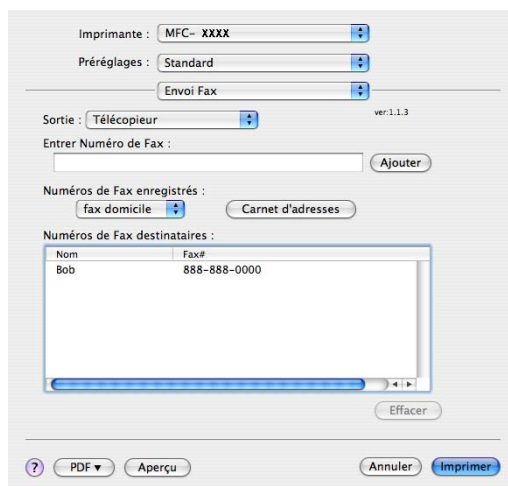 Imprimante : MFC- XXXX
Préréglages : Standard
Envoi Fax
Sortie : Télécopieur
ver:1.1.3
Entrer Numéro de Fax :
Ajouter
Numéros de Fax enregistrés :
fax domicile Carnet d'adresses
Numéros de Fax destinataires :
Nom Fax#
Bob 888-888-0000
Effacer
? PDF▼ Aperçu Annuler Imprimer